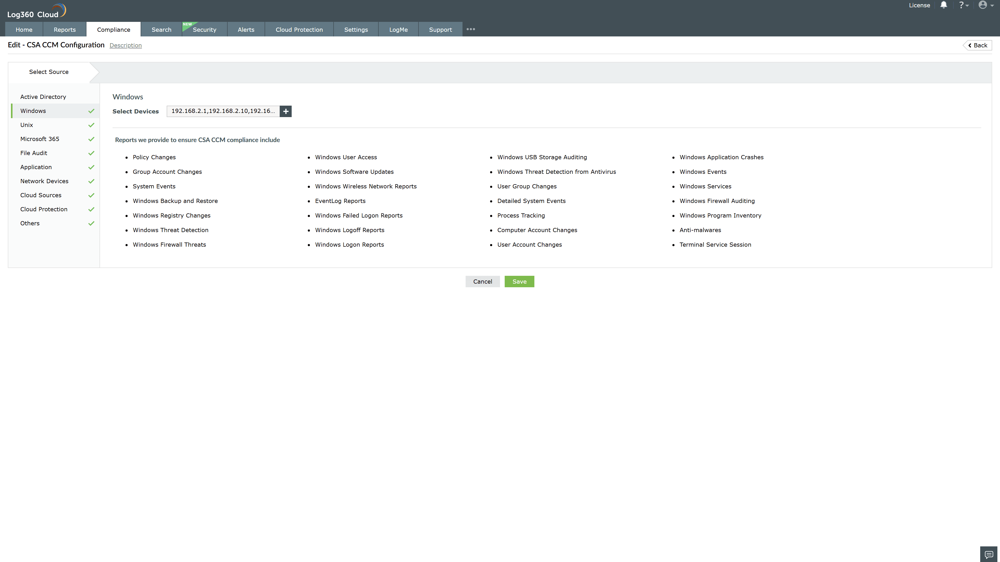 License
?
Log360 Cloud
Home
Reports
Compliance
Search
NEW
Security
Alerts
Cloud Protection
Settings
LogMe
Support
Edit - CSA CCM Configuration
Description
Back
Select Source
Active Directory
Windows
Unix
Microsoft 365
File Audit
Application
Network Devices
Cloud Sources
Cloud Protection
Others
Windows
Select Devices
192.168.2.1,192.168.2.10,192.16...
Reports we provide to ensure CSA CCM compliance include
Policy Changes
Windows User Access
Windows USB Storage Auditing
Windows Application Crashes
Group Account Changes
Windows Software Updates
Windows Threat Detection from Antivirus
Windows Events
System Events
Windows Wireless Network Reports
User Group Changes
Windows Services
Windows Backup and Restore
EventLog Reports
Detailed System Events
Windows Firewall Auditing
Windows Registry Changes
Windows Failed Logon Reports
Process Tracking
Windows Program Inventory
Windows Threat Detection
Windows Logoff Reports
Computer Account Changes
Anti-malwares
Windows Firewall Threats
Windows Logon Reports
User Account Changes
Terminal Service Session
Cancel
Save